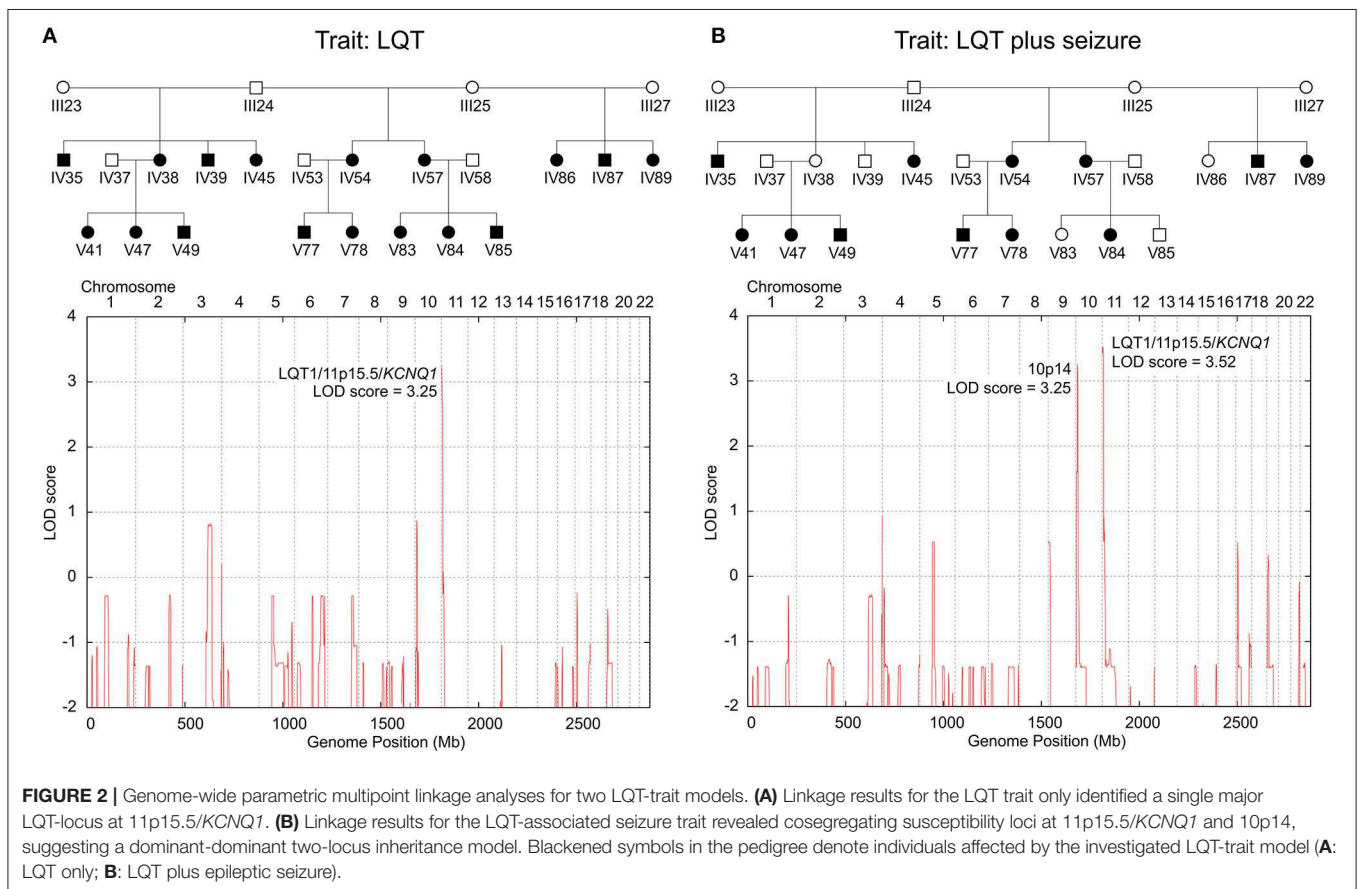 A
Trait: LQT
III23 III24 III25 III27
IV35 IV37 IV38 IV39 IV45 IV53 IV54 IV57 IV58 IV86 IV87 IV89
V41 V47 V49 V77 V78 V83 V84 V85
Chromosome
1 2 3 4 5 6 7 8 9 10 11 12 13 14 15 16 17 18 20 22
4
3
2
1
0
-1
-2
LOD score
LQT1/11p15.5/KCNQ1
LOD score = 3.25
0 500 1000 1500 2000 2500
Genome Position (Mb)
B
Trait: LQT plus seizure
III23 III24 III25 III27
IV35 IV37 IV38 IV39 IV45 IV53 IV54 IV57 IV58 IV86 IV87 IV89
V41 V47 V49 V77 V78 V83 V84 V85
Chromosome
1 2 3 4 5 6 7 8 9 10 11 12 13 14 15 16 17 18 20 22
4
3
2
1
0
-1
-2
LOD score
10p14
LOD score = 3.25
LQT1/11p15.5/KCNQ1
LOD score = 3.52
0 500 1000 1500 2000 2500
Genome Position (Mb)
FIGURE 2 | Genome-wide parametric multipoint linkage analyses for two LQT-trait models. (A) Linkage results for the LQT trait only identified a single major
LQT-locus at 11p15.5/KCNQ1. (B) Linkage results for the LQT-associated seizure trait revealed cosegregating susceptibility loci at 11p15.5/KCNQ1 and 10p14,
suggesting a dominant-dominant two-locus inheritance model. Blackened symbols in the pedigree denote individuals affected by the investigated LQT-trait model (A:
LQT only; B: LQT plus epileptic seizure).